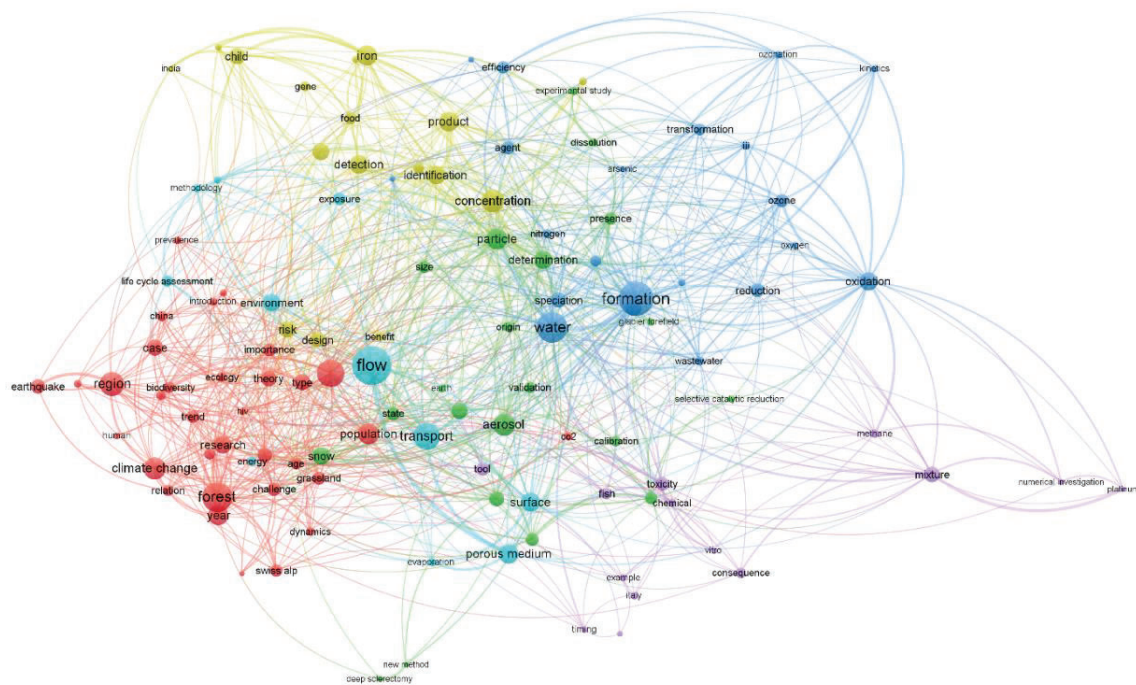 ozonation
child
iron
india
efficiency
kinetics
gene
experimental study
food
product
transformation
agent
dissolution
iii
detection
identification
arsenic
methodology
exposure
concentration
ozone
presence
prevalence
particle
nitrogen
oxygen
determination
size
life cycle assessment
oxidation
introduction
environment
speciation
formation
reduction
china
risk
origin
water
glacier forefield
case
importance
design
benefit
wastewater
flow
earthquake
region
biodiversity
ecology
theory
type
earth
validation
selective catalytic reduction
trend
hiv
state
aerosol
human
population
transport
co2
calibration
methane
research
snow
climate change
energy
age
tool
mixture
relation
challenge
grassland
toxicity
numerical investigation
platinum
forest
surface
fish
chemical
year
dynamics
porous medium
vitro
swiss alp
evaporation
example
consequence
italy
timing
new method
deep sclerectomy